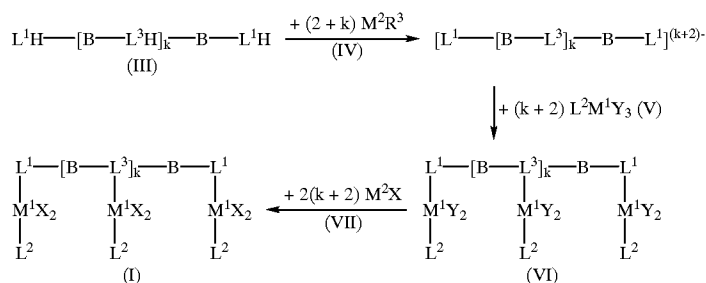 L¹H—[B—L³H]ₖ—B—L¹H + (2 + k) M²R³ [L¹—[B—L³]ₖ—B—L¹]⁽ᵏ⁺²⁾⁻
(III) (IV)
+ (k + 2) L²M¹Y₃ (V)
L¹—[B—L³]ₖ—B—L¹ + 2(k + 2) M²X L¹—[B—L³]ₖ—B—L¹
(VII)
M¹X₂ M¹X₂ M¹X₂ M¹Y₂ M¹Y₂ M¹Y₂
L² L² L² L² L² L²
(I) (VI)